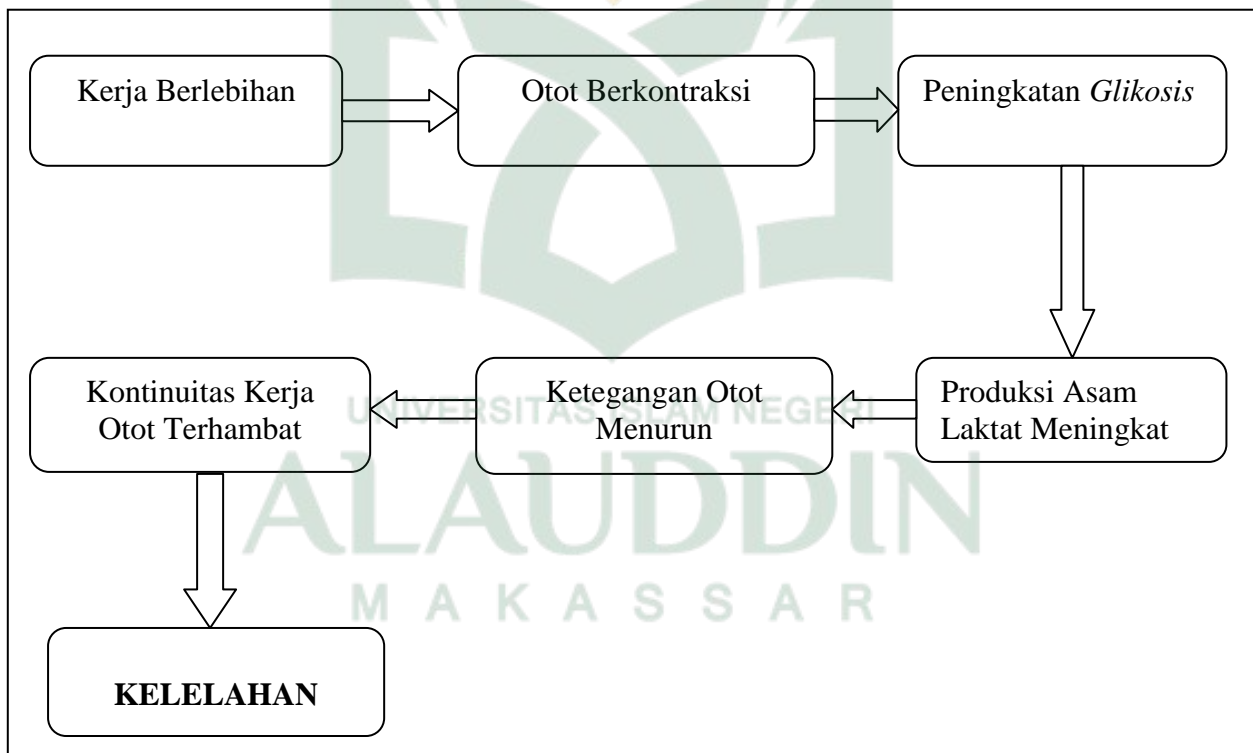 Kerja Berlebihan
Otot Berkontraksi
Peningkatan Glikosis
Produksi Asam
Laktat Meningkat
Ketegangan Otot
Menurun
Kontinuitas Kerja
Otot Terhambat
KELELAHAN
UNIVERSITAS ISLAM NEGERI
ALAUDDIN
MAKASSAR